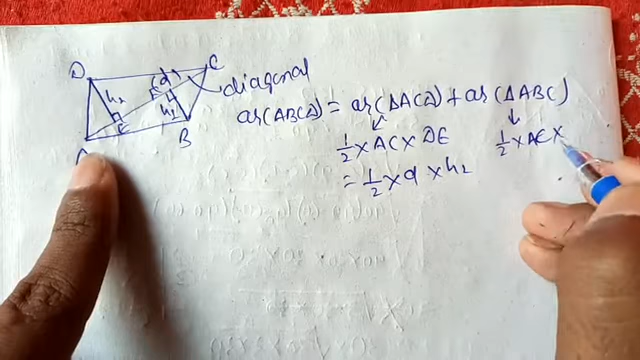 D
C
(d)
diagonal
h₂
F
h₁
E
B
ar(ABCD) = ar(ΔACD) + ar(ΔABC)
½ × AC × DE
½ × AC ×
= ½ × d × h₂